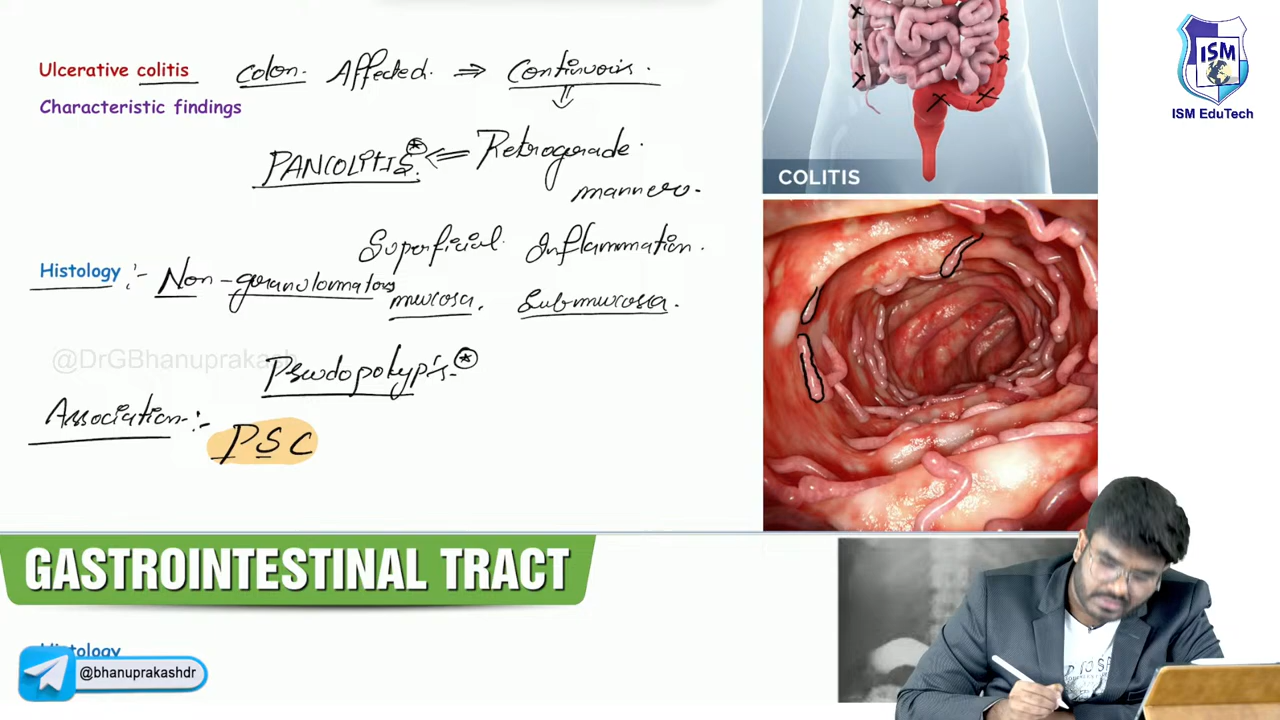 Ulcerative colitis colon. Affected. ⇒ Continuous.
Characteristic findings
PANCOLITIS ⇐ Retrograde
manner.
Superficial Inflammation.
Histology :- Non-granulomatous
mucosa, Submucosa.
@DrGBhanuprakash
Pseudopolyps.
Association :-
PSC
COLITIS
ISM
ISM EduTech
GASTROINTESTINAL TRACT
Histology
@bhanuprakashdr